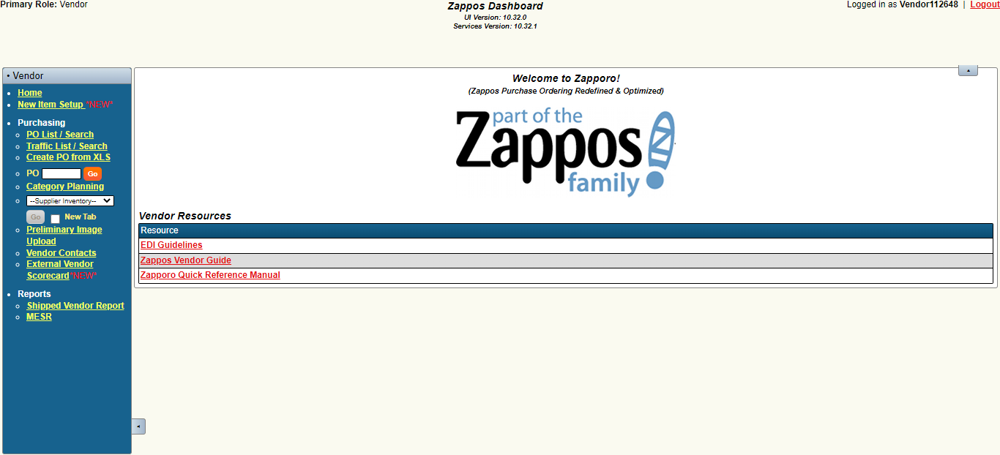 Primary Role: Vendor
Zappos Dashboard
UI Version: 10.32.0
Services Version: 10.32.1
Logged in as Vendor112648 | Logout
• Vendor
Home
New Item Setup *NEW*
Purchasing
PO List / Search
Traffic List / Search
Create PO from XLS
PO Go
Category Planning
--Supplier Inventory--
Go New Tab
Preliminary Image
Upload
Vendor Contacts
External Vendor
Scorecard *NEW*
Reports
Shipped Vendor Report
MESR
Welcome to Zapporo!
(Zappos Purchase Ordering Redefined & Optimized)
part of the
Zappos
family
Vendor Resources
Resource
EDI Guidelines
Zappos Vendor Guide
Zapporo Quick Reference Manual